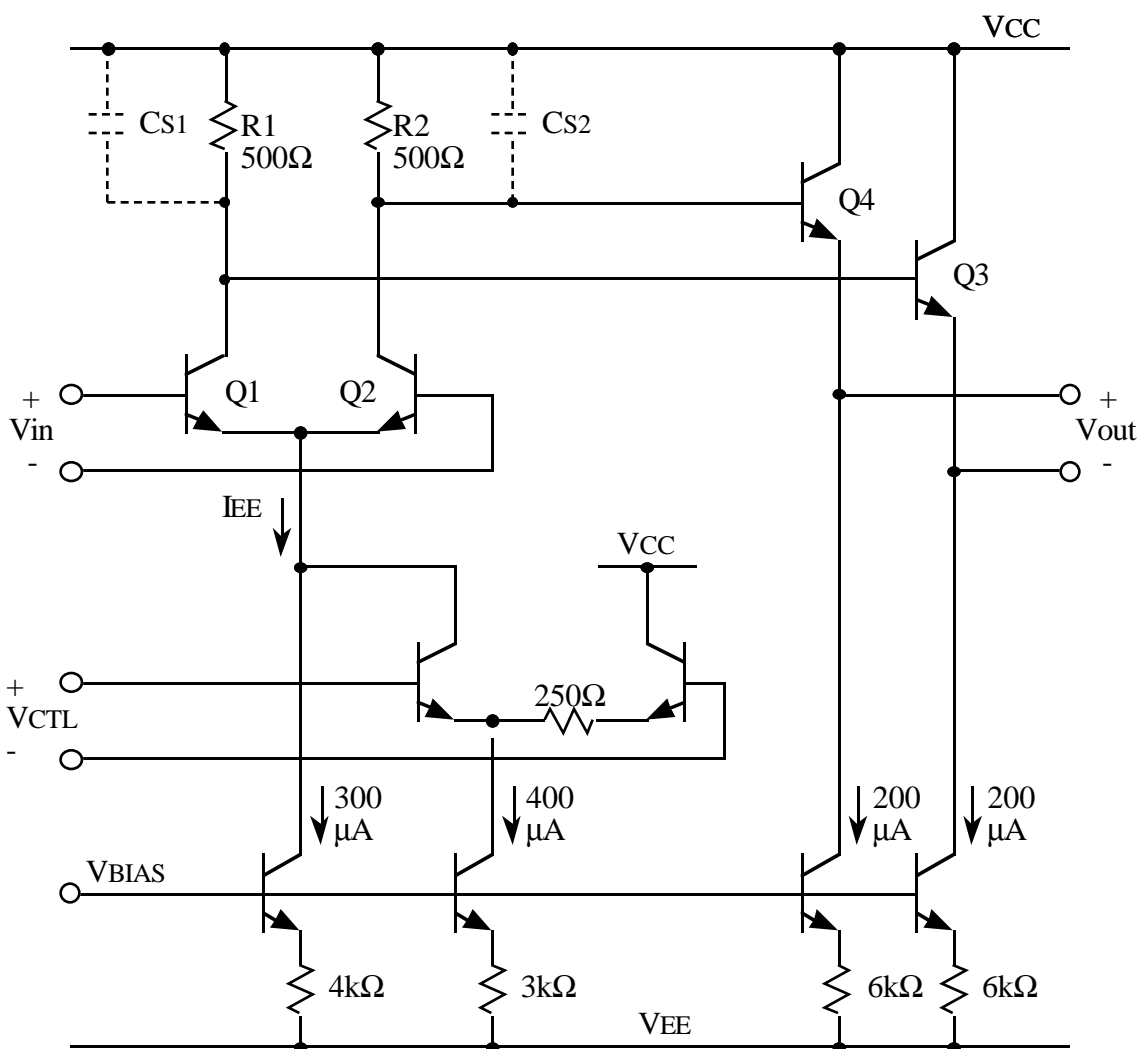 VCC
CS1
R1
500Ω
R2
500Ω
CS2
Q4
Q3
Q1
Q2
+
Vin
-
+
Vout
-
IEE
VCC
250Ω
+
VCTL
-
300
μA
400
μA
200
μA
200
μA
VBIAS
4kΩ
3kΩ
6kΩ
6kΩ
VEE